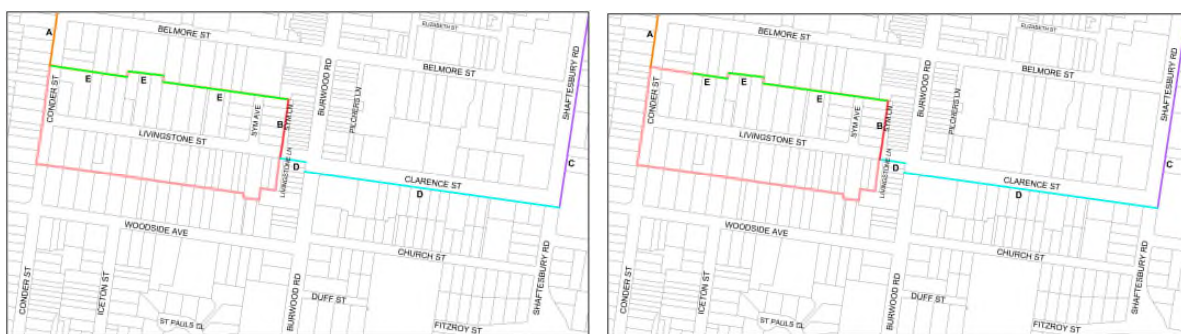 A
BELMORE ST
ELIZABETH ST
BELMORE ST
SHAFTESBURY RD
BURWOOD RD
PILCHERS LN
CONDER ST
E
E
E
SYM AVE
SYM LN
B
LIVINGSTONE ST
LIVINGSTONE LN
D
C
CLARENCE ST
D
WOODSIDE AVE
CHURCH ST
SHAFTESBURY RD
CONDER ST
ICETON ST
BURWOOD RD
DUFF ST
ST PAULS CL
FITZROY ST
A
BELMORE ST
ELIZABETH ST
BELMORE ST
SHAFTESBURY RD
BURWOOD RD
PILCHERS LN
CONDER ST
E
E
E
SYM AVE
SYM LN
B
LIVINGSTONE ST
LIVINGSTONE LN
D
C
CLARENCE ST
D
WOODSIDE AVE
CHURCH ST
SHAFTESBURY RD
CONDER ST
ICETON ST
BURWOOD RD
DUFF ST
ST PAULS CL
FITZROY ST